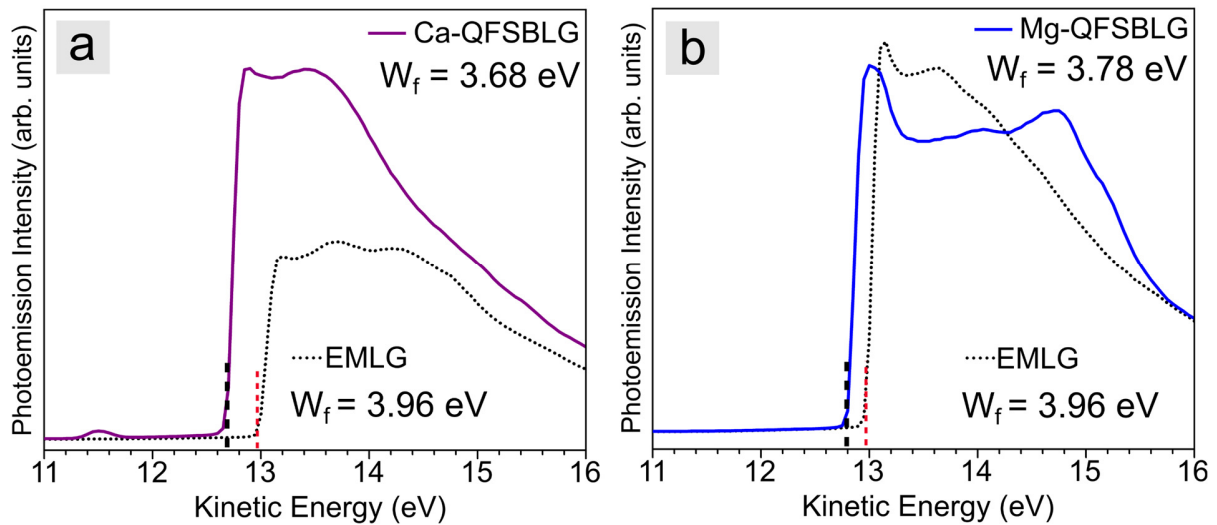 a
Ca-QFSBLG
W_f = 3.68 eV
EMLG
W_f = 3.96 eV
Photoemission Intensity (arb. units)
11 12 13 14 15 16
Kinetic Energy (eV)
b
Mg-QFSBLG
W_f = 3.78 eV
EMLG
W_f = 3.96 eV
Photoemission Intensity (arb. units)
11 12 13 14 15 16
Kinetic Energy (eV)